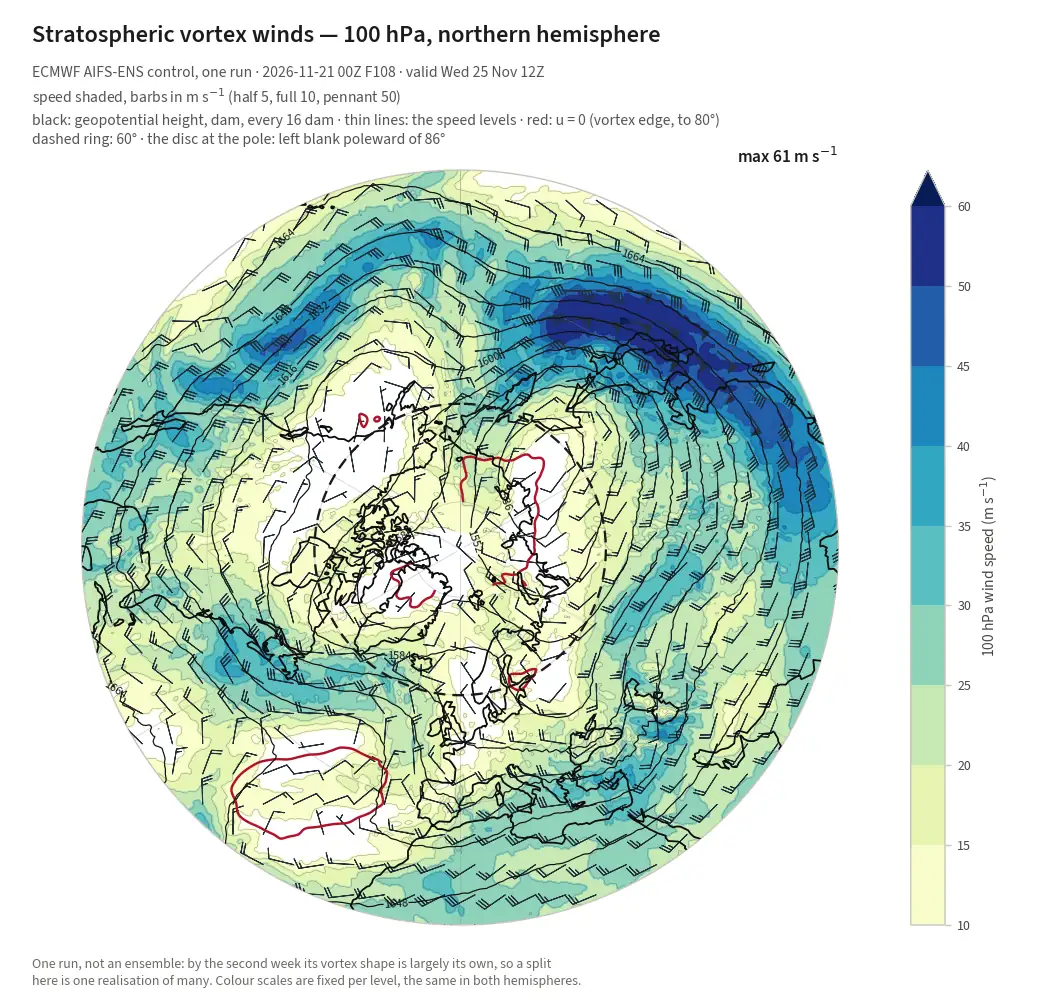 Stratospheric vortex winds — 100 hPa, northern hemisphere
ECMWF AIFS-ENS control, one run · 2026-11-21 00Z F108 · valid Wed 25 Nov 12Z
speed shaded, barbs in m s−1 (half 5, full 10, pennant 50)
black: geopotential height, dam, every 16 dam · thin lines: the speed levels · red: u = 0 (vortex edge, to 80°)
dashed ring: 60° · the disc at the pole: left blank poleward of 86°
max 61 m s−1
1664
1664
1648
1632
1616
1600
1584
1664
1648
60
50
45
40
35
30
25
20
15
10
100 hPa wind speed (m s−1)
One run, not an ensemble: by the second week its vortex shape is largely its own, so a split
here is one realisation of many. Colour scales are fixed per level, the same in both hemispheres.